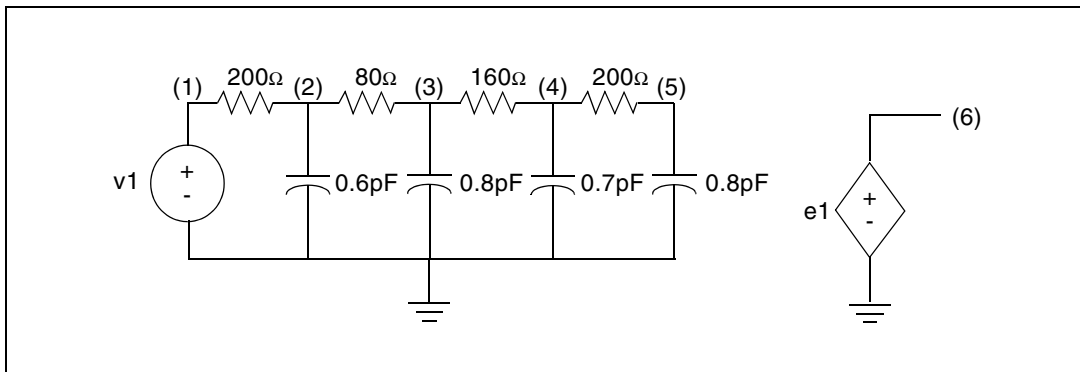 (1) 200Ω (2) 80Ω (3) 160Ω (4) 200Ω (5)
v1 + - 0.6pF 0.8pF 0.7pF 0.8pF
(6)
e1 + -